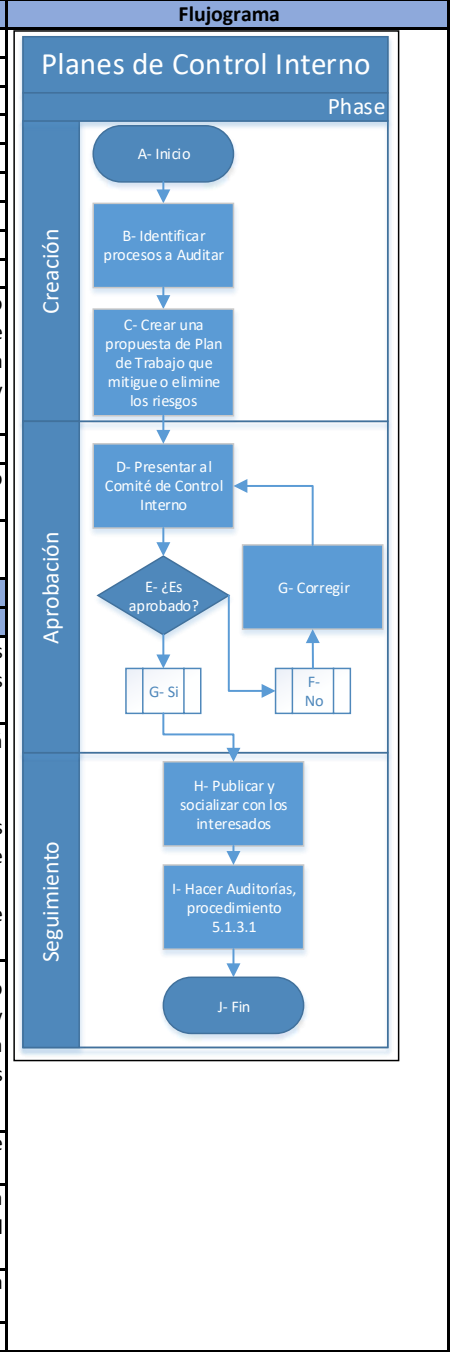 Flujograma
Planes de Control Interno
Phase
Creación
A- Inicio
B- Identificar
procesos a Auditar
C- Crear una
propuesta de Plan
de Trabajo que
mitigue o elimine
los riesgos
Aprobación
D- Presentar al
Comité de Control
Interno
E- ¿Es
aprobado?
G- Corregir
G- Si
F-
No
Seguimiento
H- Publicar y
socializar con los
interesados
I- Hacer Auditorías,
procedimiento
5.1.3.1
J- Fin